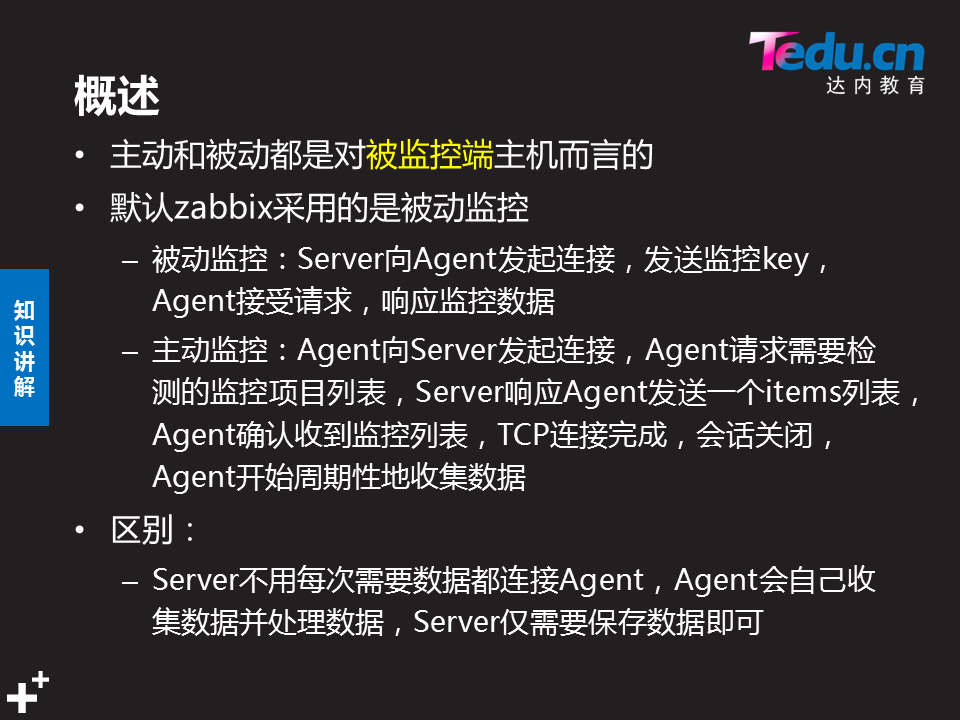 Tedu.cn
达内教育
概述
• 主动和被动都是对被监控端主机而言的
• 默认zabbix采用的是被动监控
– 被动监控：Server向Agent发起连接，发送监控key，
Agent接受请求，响应监控数据
– 主动监控：Agent向Server发起连接，Agent请求需要检
测的监控项目列表，Server响应Agent发送一个items列表，
Agent确认收到监控列表，TCP连接完成，会话关闭，
Agent开始周期性地收集数据
• 区别：
– Server不用每次需要数据都连接Agent，Agent会自己收
集数据并处理数据，Server仅需要保存数据即可
知识讲解